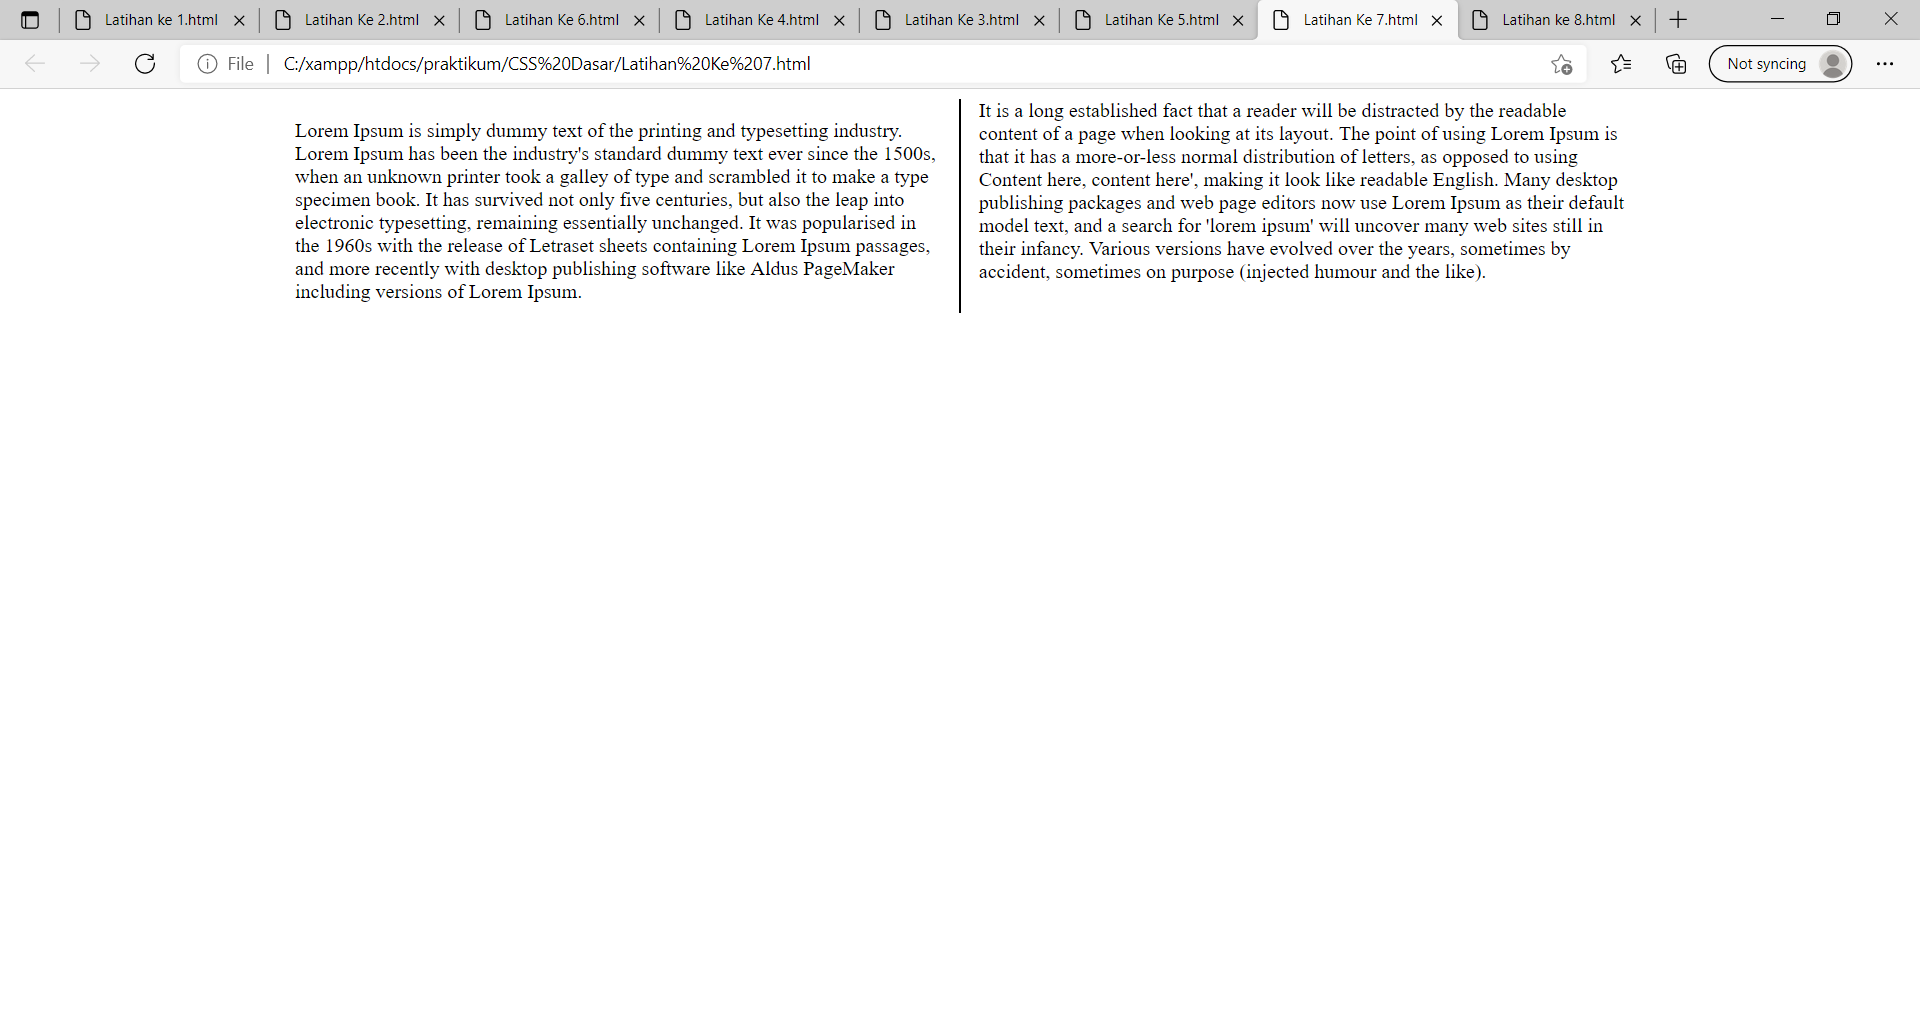 Latihan ke 1.html
Latihan Ke 2.html
Latihan Ke 6.html
Latihan Ke 4.html
Latihan Ke 3.html
Latihan Ke 5.html
Latihan Ke 7.html
Latihan ke 8.html
File
C:/xampp/htdocs/praktikum/CSS%20Dasar/Latihan%20Ke%207.html
Not syncing
Lorem Ipsum is simply dummy text of the printing and typesetting industry.
Lorem Ipsum has been the industry's standard dummy text ever since the 1500s,
when an unknown printer took a galley of type and scrambled it to make a type
specimen book. It has survived not only five centuries, but also the leap into
electronic typesetting, remaining essentially unchanged. It was popularised in
the 1960s with the release of Letraset sheets containing Lorem Ipsum passages,
and more recently with desktop publishing software like Aldus PageMaker
including versions of Lorem Ipsum.
It is a long established fact that a reader will be distracted by the readable
content of a page when looking at its layout. The point of using Lorem Ipsum is
that it has a more-or-less normal distribution of letters, as opposed to using
Content here, content here', making it look like readable English. Many desktop
publishing packages and web page editors now use Lorem Ipsum as their default
model text, and a search for 'lorem ipsum' will uncover many web sites still in
their infancy. Various versions have evolved over the years, sometimes by
accident, sometimes on purpose (injected humour and the like).